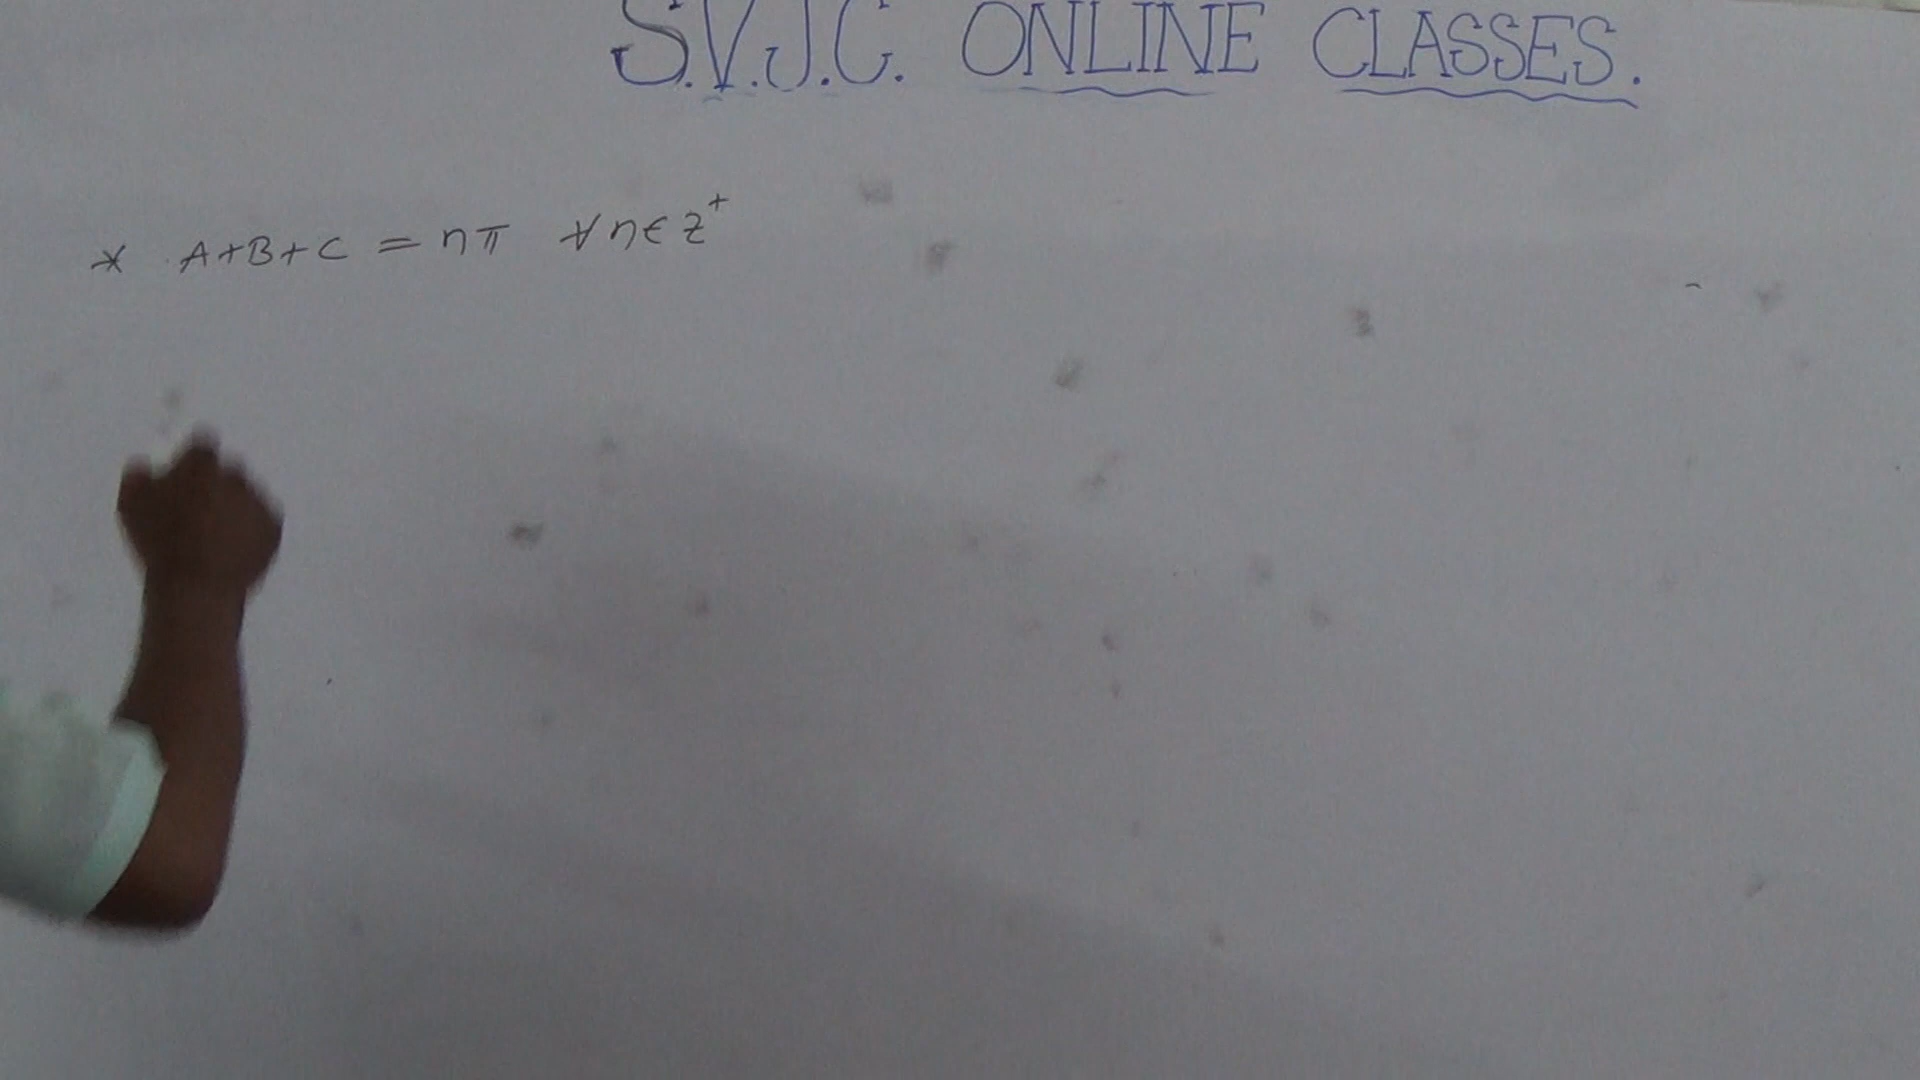 S.V.J.C. ONLINE CLASSES.
* A+B+C = nπ ∀ n∈z⁺